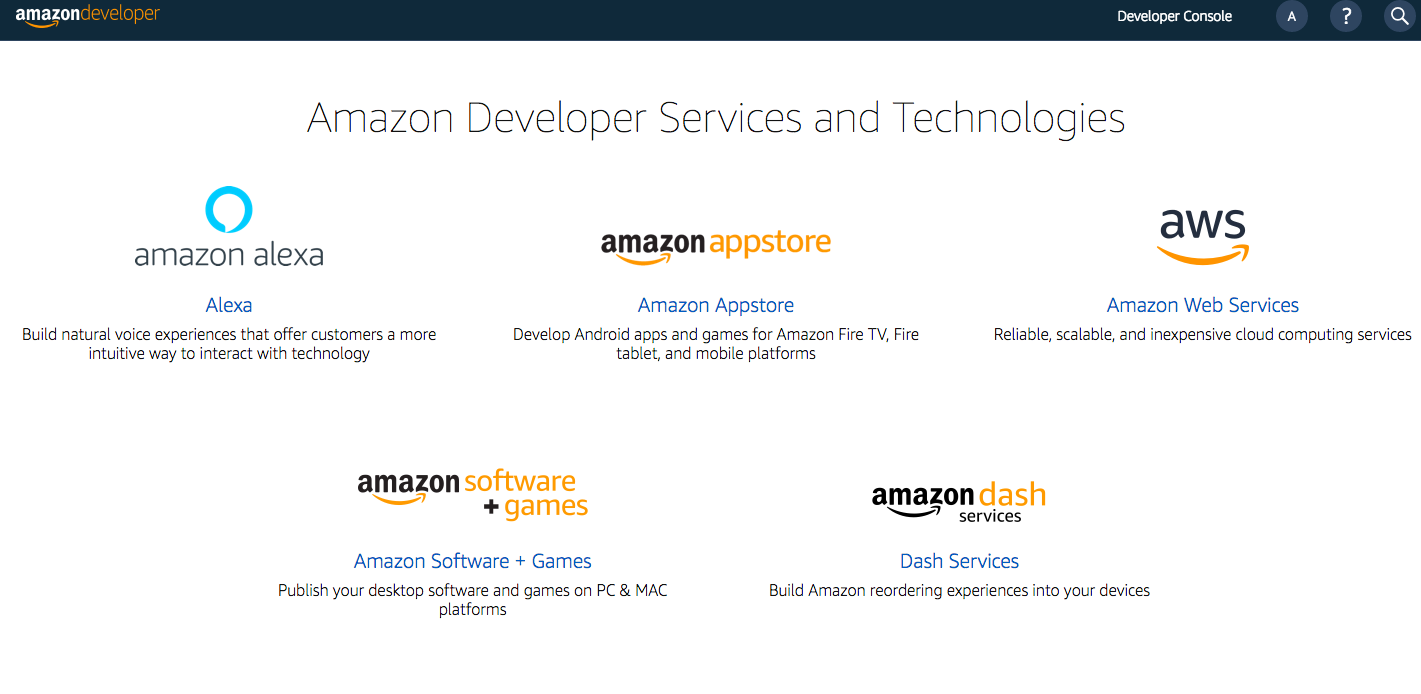 amazondeveloper
Developer Console
A
?
Amazon Developer Services and Technologies
amazon alexa
Alexa
Build natural voice experiences that offer customers a more
intuitive way to interact with technology
amazon appstore
Amazon Appstore
Develop Android apps and games for Amazon Fire TV, Fire
tablet, and mobile platforms
aws
Amazon Web Services
Reliable, scalable, and inexpensive cloud computing services
amazon software
+ games
Amazon Software + Games
Publish your desktop software and games on PC & MAC
platforms
amazon dash
services
Dash Services
Build Amazon reordering experiences into your devices